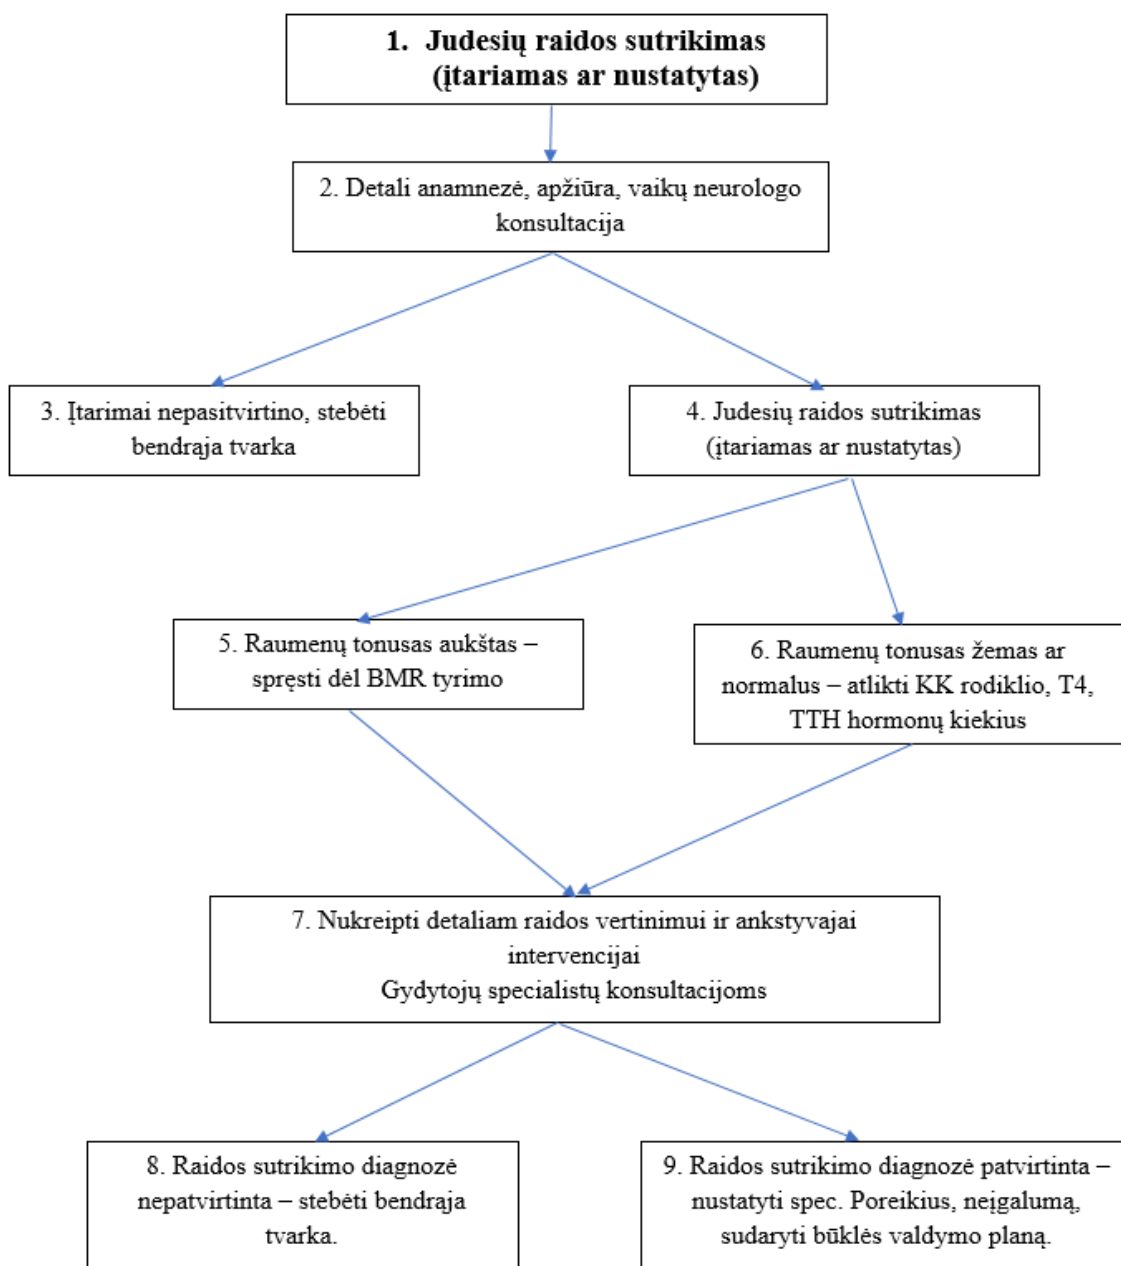 1. Judesių raidos sutrikimas
(įtariamas ar nustatytas)
2. Detali anamnezė, apžiūra, vaikų neurologo
konsultacija
3. Įtarimai nepasitvirtino, stebėti
bendrąja tvarka
4. Judesių raidos sutrikimas
(įtariamas ar nustatytas)
5. Raumenų tonusas aukštas –
spręsti dėl BMR tyrimo
6. Raumenų tonusas žemas ar
normalus – atlikti KK rodiklio, T4,
TTH hormonų kiekius
7. Nukreipti detaliam raidos vertinimui ir ankstyvajai
intervencijai
Gydytojų specialistų konsultacijoms
8. Raidos sutrikimo diagnozė
nepatvirtinta – stebėti bendrąja
tvarka.
9. Raidos sutrikimo diagnozė patvirtinta –
nustatyti spec. Poreikius, neįgalumą,
sudaryti būklės valdymo planą.